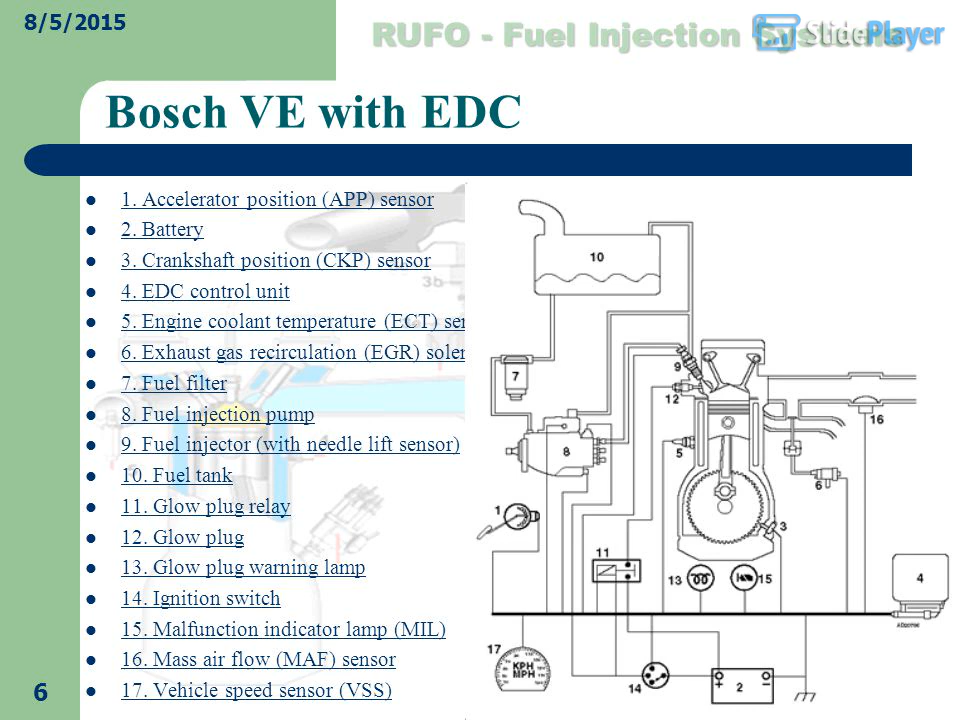 8/5/2015
RUFO - Fuel Injection Systems
SlidePlayer
Bosch VE with EDC
1. Accelerator position (APP) sensor
2. Battery
3. Crankshaft position (CKP) sensor
4. EDC control unit
5. Engine coolant temperature (ECT) sen
6. Exhaust gas recirculation (EGR) solen
7. Fuel filter
8. Fuel injection pump
9. Fuel injector (with needle lift sensor)
10. Fuel tank
11. Glow plug relay
12. Glow plug
13. Glow plug warning lamp
14. Ignition switch
15. Malfunction indicator lamp (MIL)
16. Mass air flow (MAF) sensor
17. Vehicle speed sensor (VSS)
6
3b
10
9
7
12
16
8
5
6
1
3
11
13
15
4
AD20706
17
KPH
MPH
14
+ 2 -